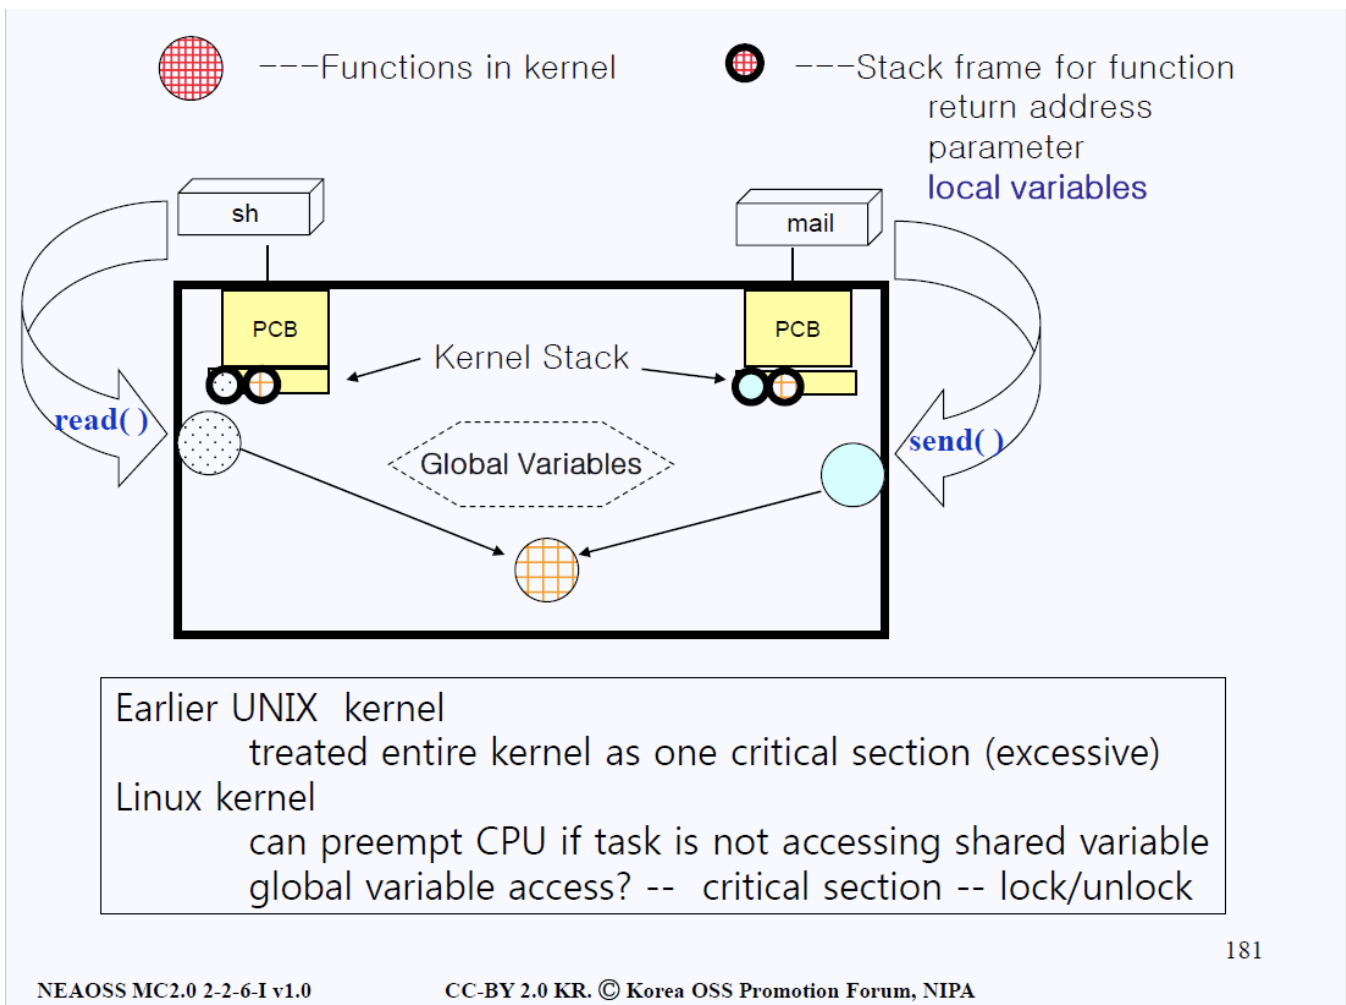 ---Functions in kernel
---Stack frame for function
return address
parameter
local variables
sh
mail
PCB
PCB
Kernel Stack
read( )
send( )
Global Variables
Earlier UNIX kernel
treated entire kernel as one critical section (excessive)
Linux kernel
can preempt CPU if task is not accessing shared variable
global variable access? -- critical section -- lock/unlock
181
NEAOSS MC2.0 2-2-6-I v1.0
CC-BY 2.0 KR. Ⓒ Korea OSS Promotion Forum, NIPA